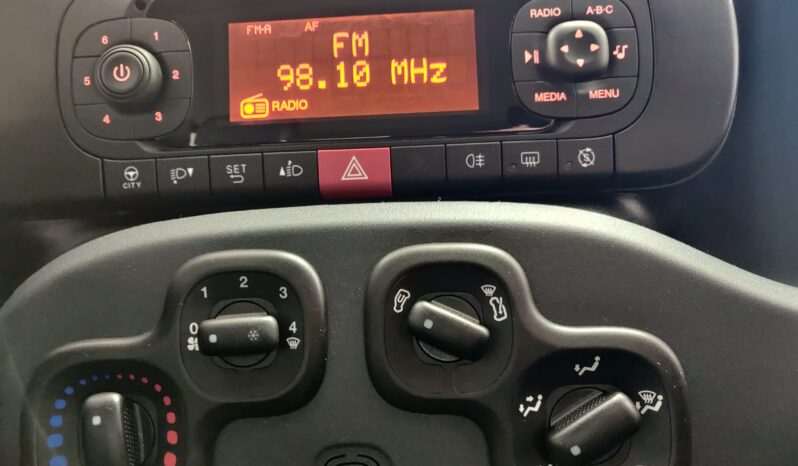 FM-A AF
FM
98.10 MHz
RADIO
6 1
5 2
4 3
RADIO A·B·C
MEDIA MENU
CITY
SET
2
1 3
0 4